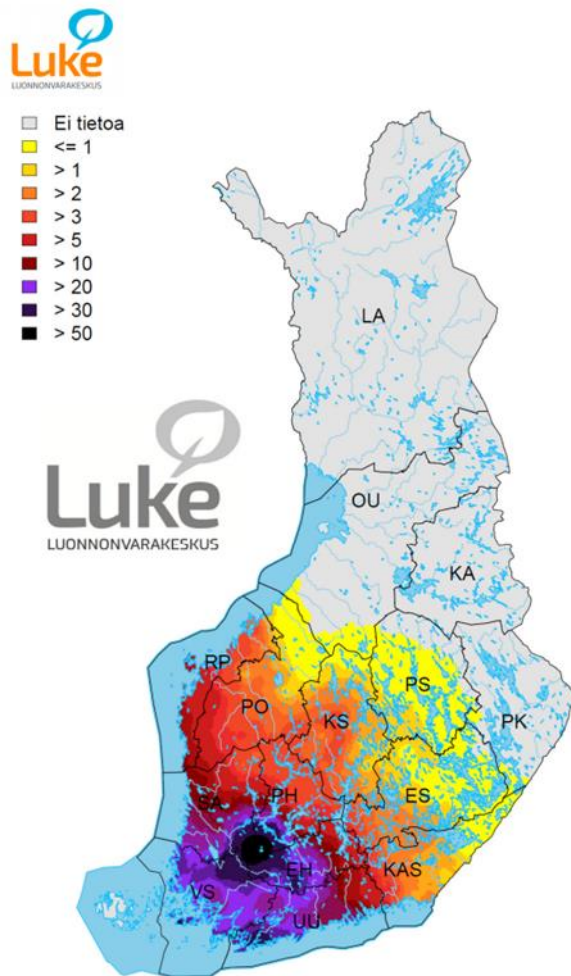 Luke
LUONNONVARAKESKUS
Ei tietoa
<= 1
> 1
> 2
> 3
> 5
> 10
> 20
> 30
> 50
LA
Luke
LUONNONVARAKESKUS
OU
KA
RP
PO
KS
PS
PK
SA
PH
ES
VS
EH
KAS
UU